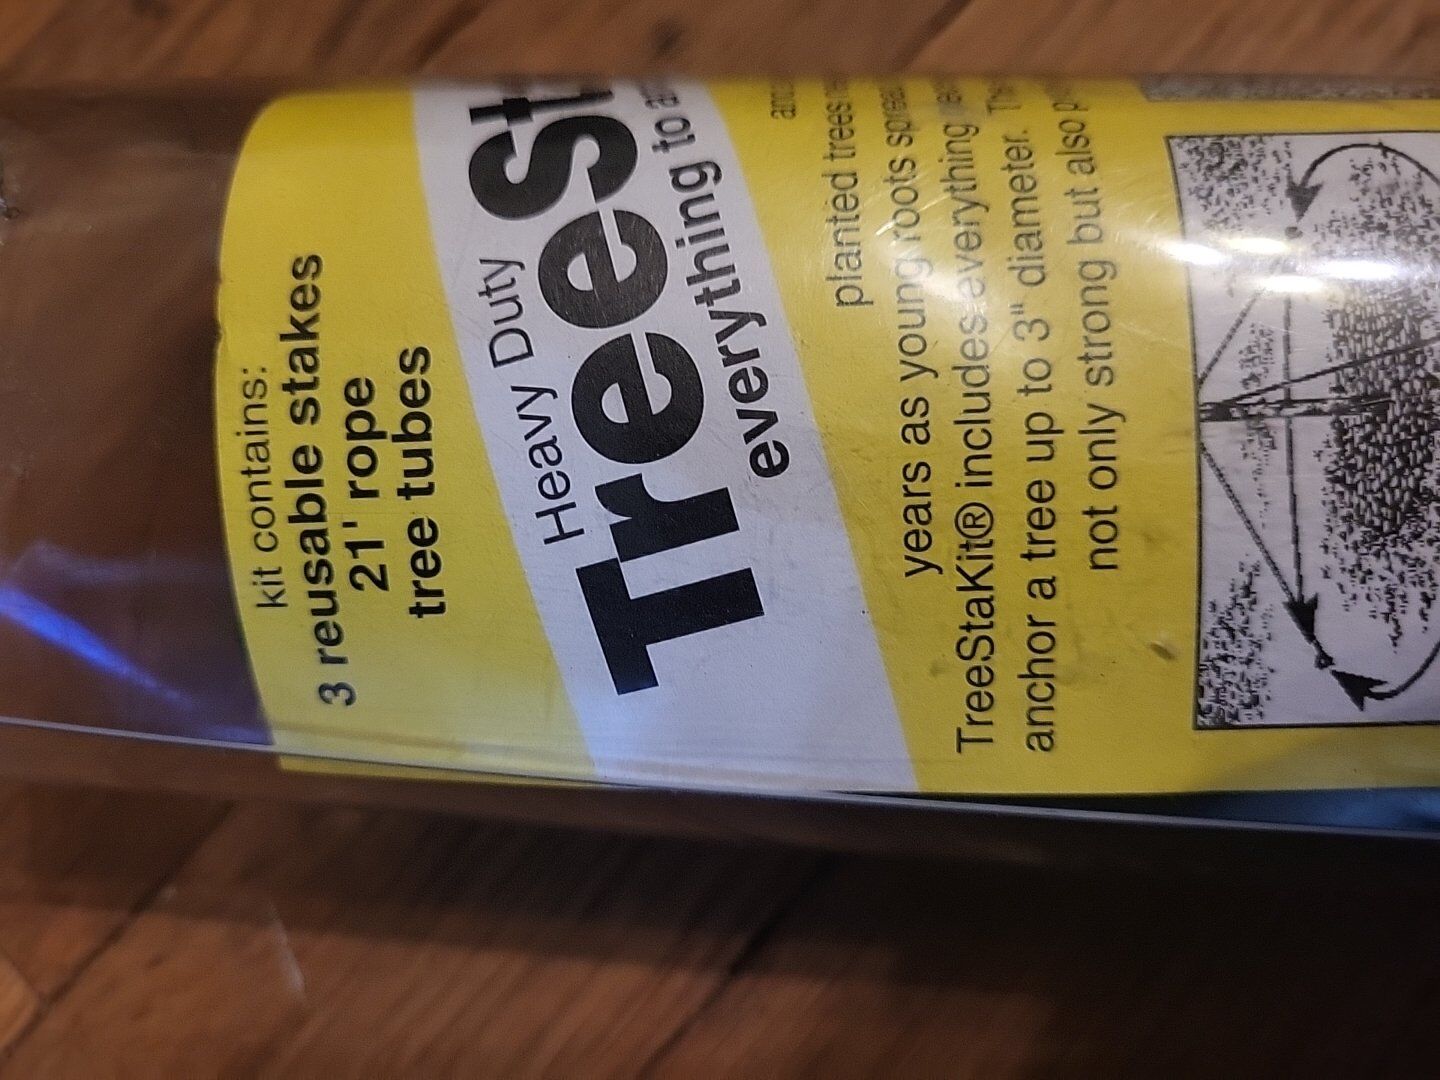 kit contains:
3 reusable stakes
21' rope
tree tubes
Heavy Duty
TreeSt
everything to
planted trees
years as young roots
TreeStaKit® includes everything
anchor a tree up to 3" diameter.
not only strong but also